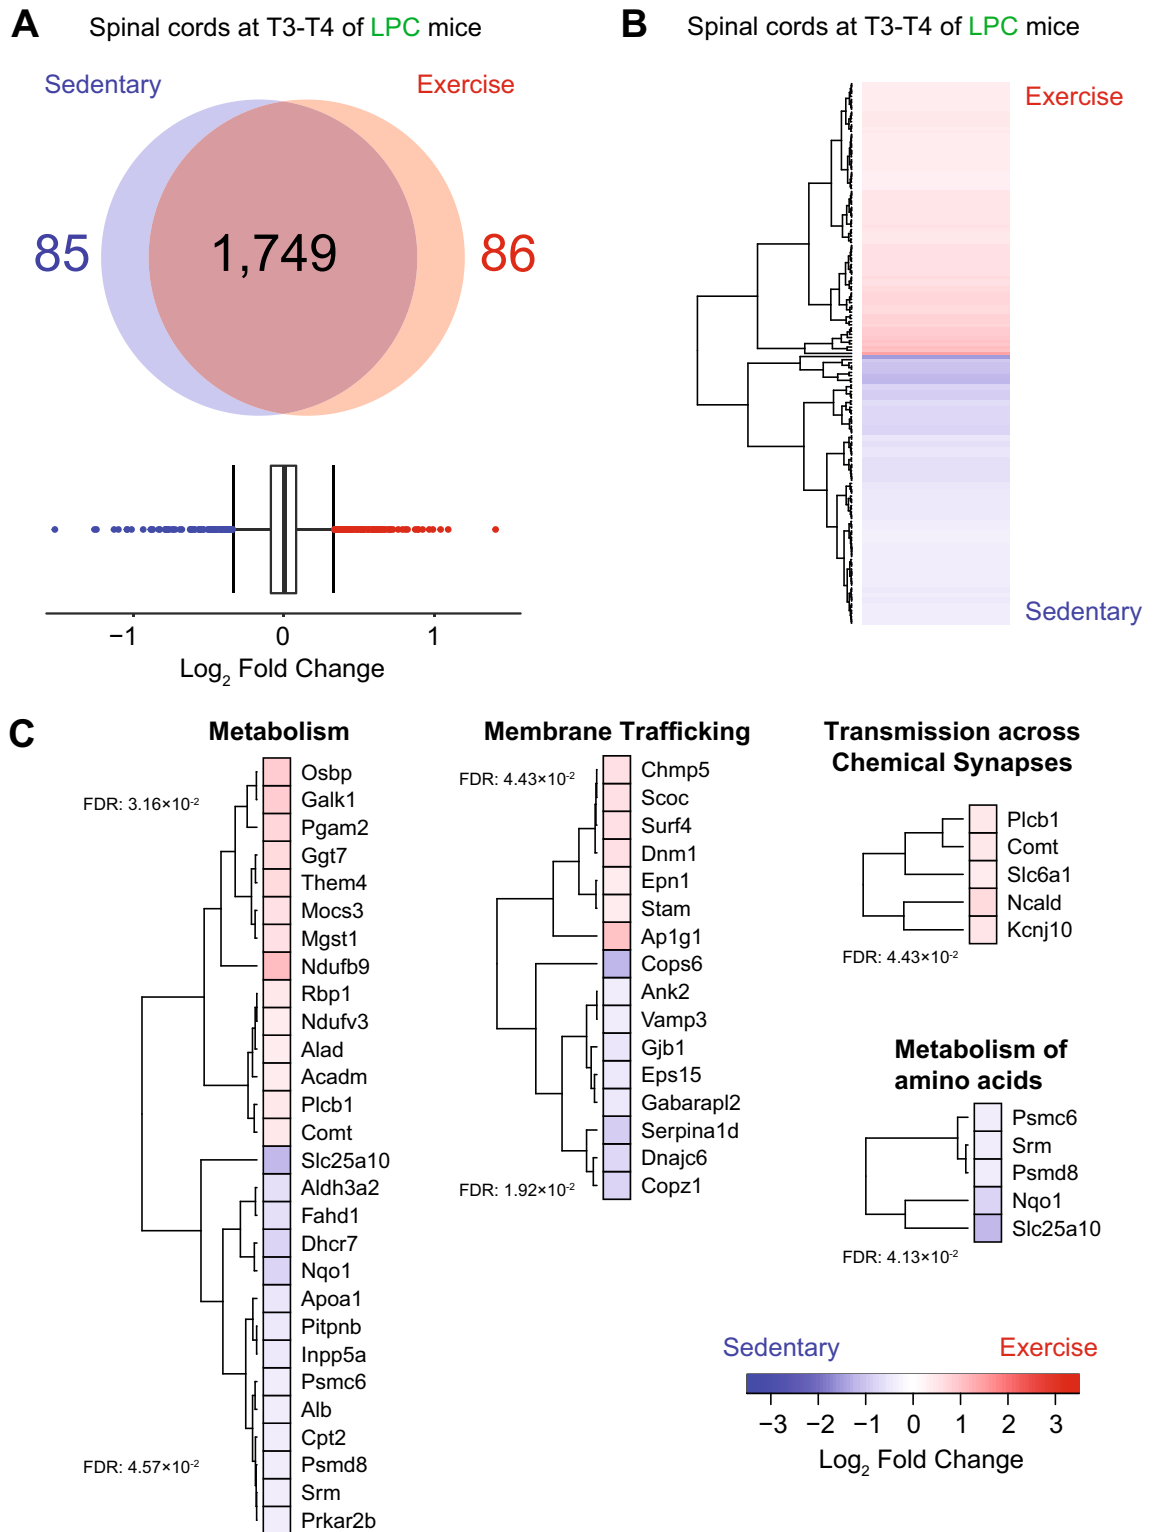 A
Spinal cords at T3-T4 of LPC mice
Sedentary
Exercise
85
1,749
86
−1
0
1
Log2 Fold Change
B
Spinal cords at T3-T4 of LPC mice
Exercise
Sedentary
C
Metabolism
FDR: 3.16×10-2
Osbp
Galk1
Pgam2
Ggt7
Them4
Mocs3
Mgst1
Ndufb9
Rbp1
Ndufv3
Alad
Acadm
Plcb1
Comt
Slc25a10
Aldh3a2
Fahd1
Dhcr7
Nqo1
Apoa1
Pitpnb
Inpp5a
Psmc6
Alb
Cpt2
Psmd8
Srm
Prkar2b
FDR: 4.57×10-2
Membrane Trafficking
FDR: 4.43×10-2
Chmp5
Scoc
Surf4
Dnm1
Epn1
Stam
Ap1g1
Cops6
Ank2
Vamp3
Gjb1
Eps15
Gabarapl2
Serpina1d
Dnajc6
Copz1
FDR: 1.92×10-2
Transmission across
Chemical Synapses
Plcb1
Comt
Slc6a1
Ncald
Kcnj10
FDR: 4.43×10-2
Metabolism of
amino acids
Psmc6
Srm
Psmd8
Nqo1
Slc25a10
FDR: 4.13×10-2
Sedentary
Exercise
−3
−2
−1
0
1
2
3
Log2 Fold Change